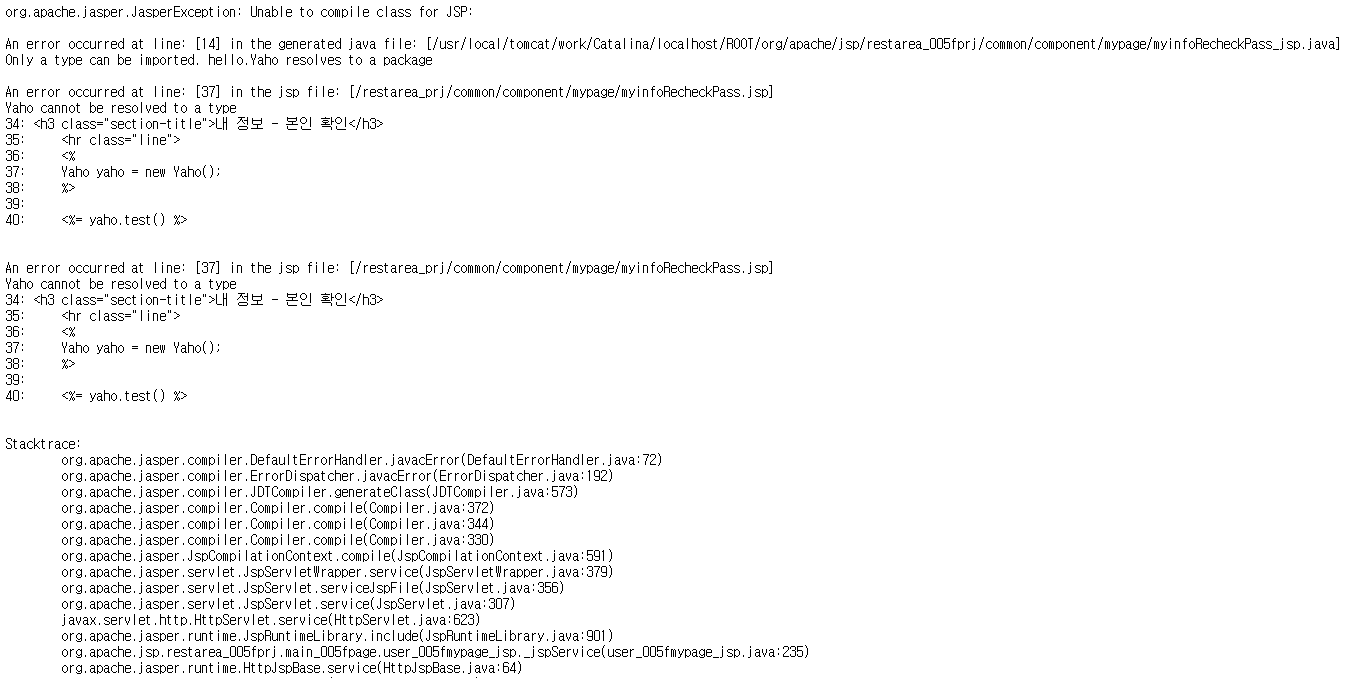 org.apache.jasper.JasperException: Unable to compile class for JSP:
An error occurred at line: [14] in the generated java file: [/usr/local/tomcat/work/Catalina/localhost/ROOT/org/apache/jsp/restarea_005fprj/common/component/mypage/myinfoRecheckPass_jsp.java]
Only a type can be imported. hello.Yaho resolves to a package
An error occurred at line: [37] in the jsp file: [/restarea_prj/common/component/mypage/myinfoRecheckPass.jsp]
Yaho cannot be resolved to a type
34: <h3 class="section-title">내 정보 - 본인 확인</h3>
35:     <hr class="line">
36:     <%
37:     Yaho yaho = new Yaho();
38:     %>
39:
40:     <%= yaho.test() %>
An error occurred at line: [37] in the jsp file: [/restarea_prj/common/component/mypage/myinfoRecheckPass.jsp]
Yaho cannot be resolved to a type
34: <h3 class="section-title">내 정보 - 본인 확인</h3>
35:     <hr class="line">
36:     <%
37:     Yaho yaho = new Yaho();
38:     %>
39:
40:     <%= yaho.test() %>
Stacktrace:
org.apache.jasper.compiler.DefaultErrorHandler.javacError(DefaultErrorHandler.java:72)
org.apache.jasper.compiler.ErrorDispatcher.javacError(ErrorDispatcher.java:192)
org.apache.jasper.compiler.JDTCompiler.generateClass(JDTCompiler.java:573)
org.apache.jasper.compiler.Compiler.compile(Compiler.java:372)
org.apache.jasper.compiler.Compiler.compile(Compiler.java:344)
org.apache.jasper.compiler.Compiler.compile(Compiler.java:330)
org.apache.jasper.JspCompilationContext.compile(JspCompilationContext.java:591)
org.apache.jasper.servlet.JspServletWrapper.service(JspServletWrapper.java:379)
org.apache.jasper.servlet.JspServlet.serviceJspFile(JspServlet.java:356)
org.apache.jasper.servlet.JspServlet.service(JspServlet.java:307)
javax.servlet.http.HttpServlet.service(HttpServlet.java:623)
org.apache.jasper.runtime.JspRuntimeLibrary.include(JspRuntimeLibrary.java:901)
org.apache.jsp.restarea_005fprj.main_005fpage.user_005fmypage_jsp._jspService(user_005fmypage_jsp.java:235)
org.apache.jasper.runtime.HttpJspBase.service(HttpJspBase.java:64)